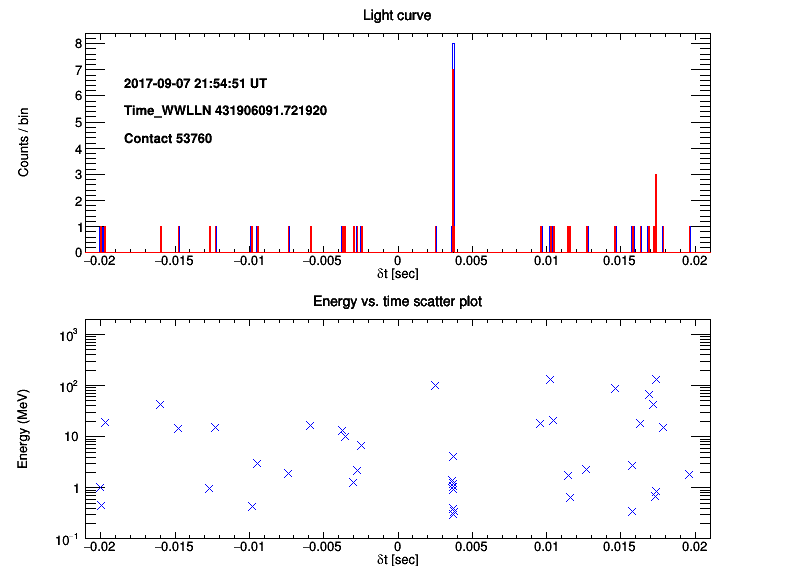 Light curve
8
7
6
5
4
3
2
1
0
Counts / bin
2017-09-07 21:54:51 UT
Time_WWLLN 431906091.721920
Contact 53760
−0.02 −0.015 −0.01 −0.005 0 0.005 0.01 0.015 0.02
δt [sec]
Energy vs. time scatter plot
10³
10²
10
1
10⁻¹
Energy (MeV)
−0.02 −0.015 −0.01 −0.005 0 0.005 0.01 0.015 0.02
δt [sec]